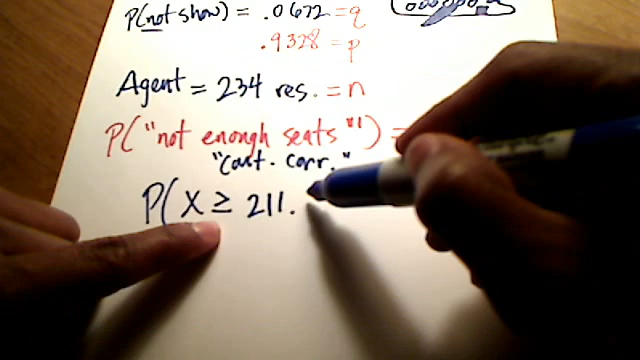 P(not show) = .0672 = q
.9328 = p
Agent = 234 res. = n
P("not enough seats") =
"Cont. corr."
P(X ≥ 211.